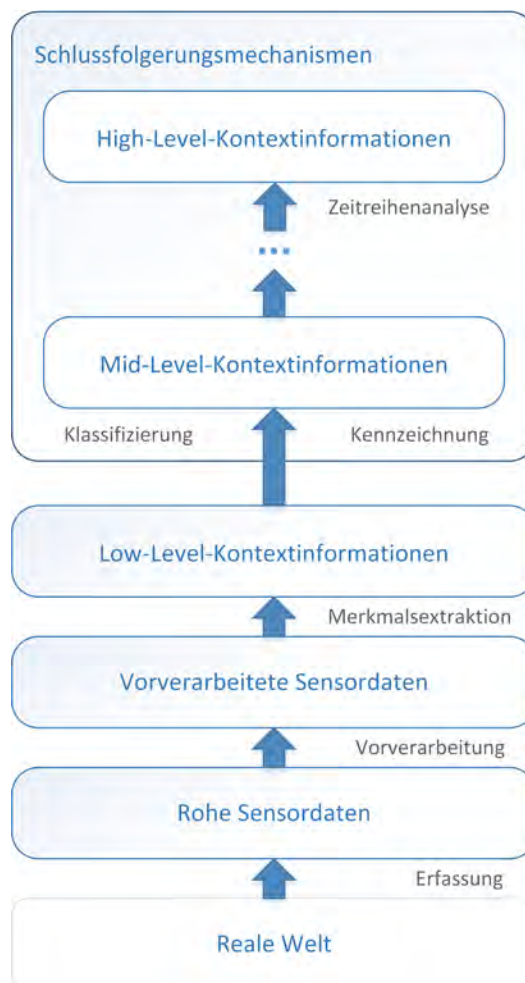 Schlussfolgerungsmechanismen
High-Level-Kontextinformationen
Zeitreihenanalyse
...
Mid-Level-Kontextinformationen
Klassifizierung
Kennzeichnung
Low-Level-Kontextinformationen
Merkmalsextraktion
Vorverarbeitete Sensordaten
Vorverarbeitung
Rohe Sensordaten
Erfassung
Reale Welt